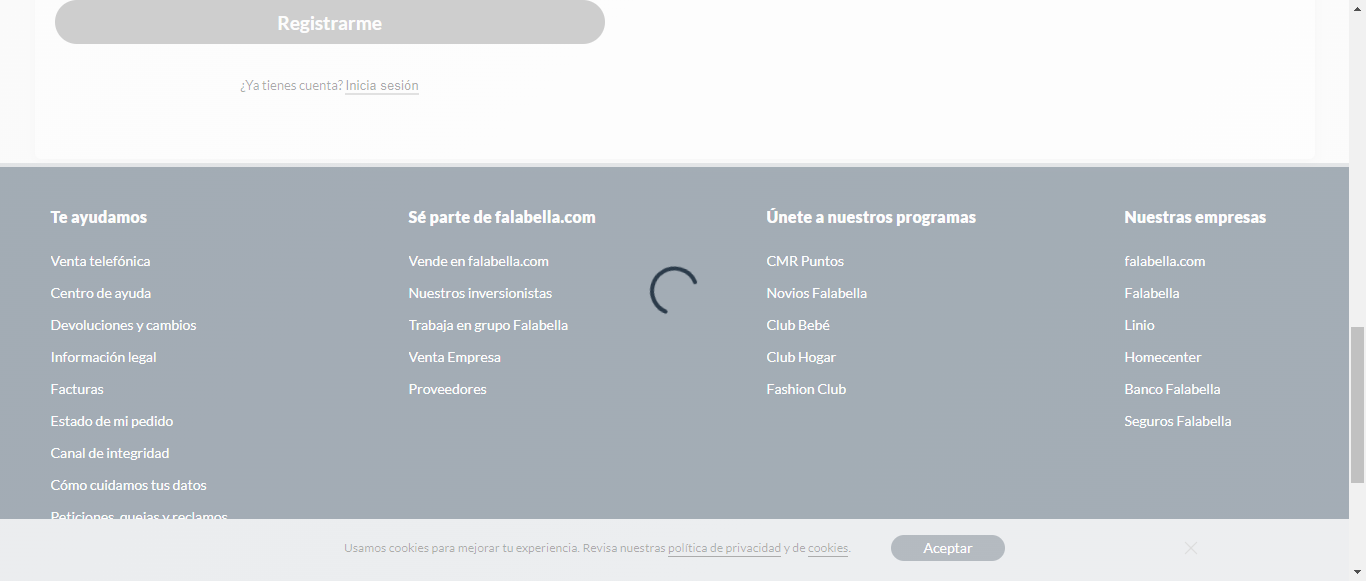 Registrarme
¿Ya tienes cuenta? Inicia sesión
Te ayudamos
Venta telefónica
Centro de ayuda
Devoluciones y cambios
Información legal
Facturas
Estado de mi pedido
Canal de integridad
Cómo cuidamos tus datos
Peticiones, quejas y reclamos
Sé parte de falabella.com
Vende en falabella.com
Nuestros inversionistas
Trabaja en grupo Falabella
Venta Empresa
Proveedores
Únete a nuestros programas
CMR Puntos
Novios Falabella
Club Bebé
Club Hogar
Fashion Club
Nuestras empresas
falabella.com
Falabella
Linio
Homecenter
Banco Falabella
Seguros Falabella
Usamos cookies para mejorar tu experiencia. Revisa nuestras política de privacidad y de cookies.
Aceptar